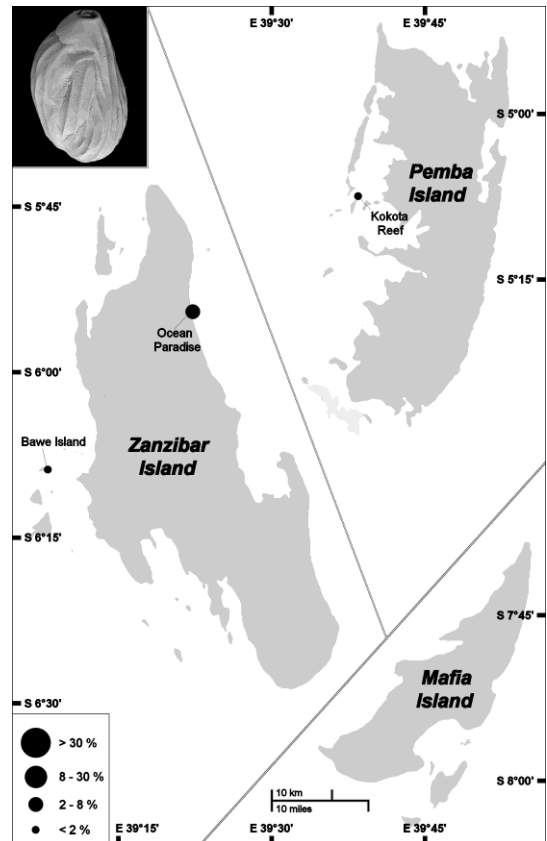 E 39°30'
E 39°45'
S 5°00'
Pemba
Island
Kokota
Reef
S 5°45'
S 5°15'
Ocean
Paradise
S 6°00'
Bawe Island
Zanzibar
Island
S 6°15'
S 7°45'
Mafia
Island
S 6°30'
> 30 %
8 - 30 %
2 - 8 %
< 2 %
S 8°00'
10 km
10 miles
E 39°15'
E 39°30'
E 39°45'